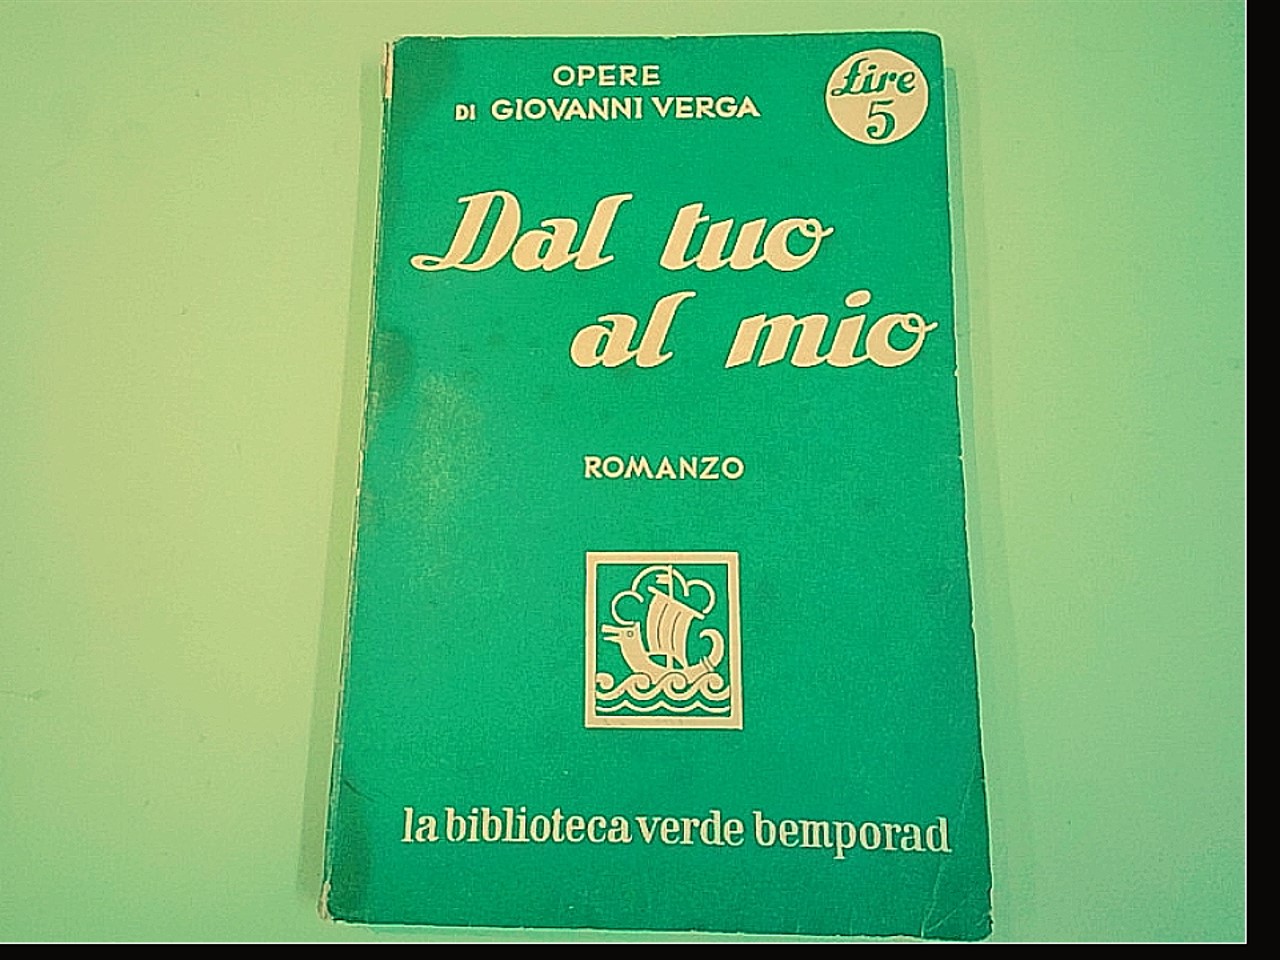 OPERE
DI GIOVANNI VERGA
Lire
5
Dal tuo
al mio
ROMANZO
la biblioteca verde bemporad